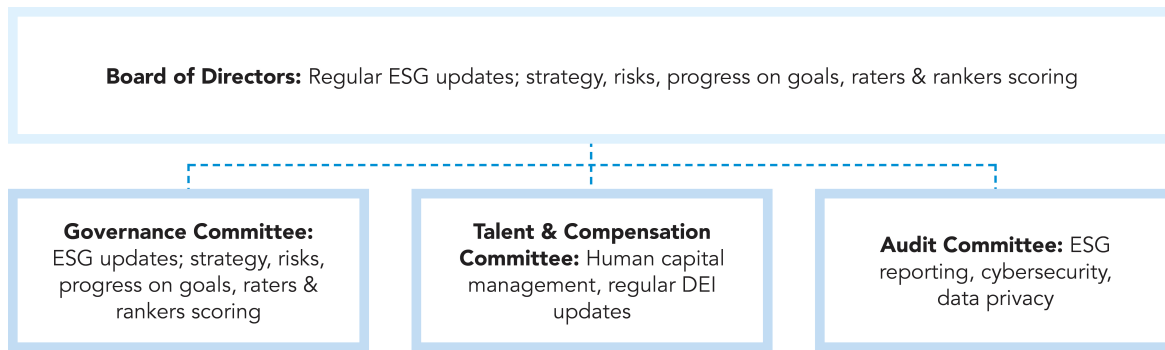 Board of Directors: Regular ESG updates; strategy, risks, progress on goals, raters & rankers scoring
Governance Committee:
ESG updates; strategy, risks,
progress on goals, raters &
rankers scoring
Talent & Compensation
Committee: Human capital
management, regular DEI
updates
Audit Committee: ESG
reporting, cybersecurity,
data privacy